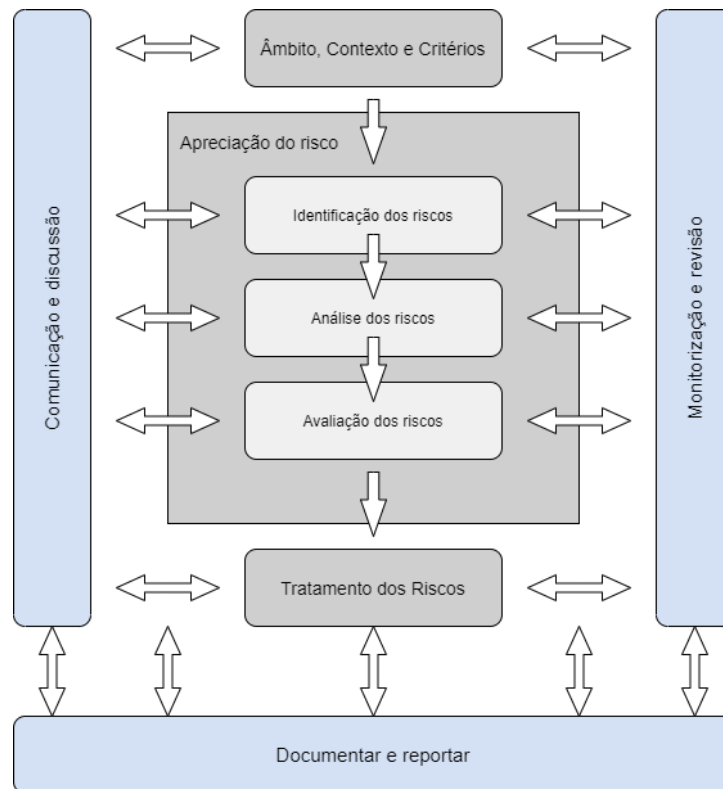 Âmbito, Contexto e Critérios
Apreciação do risco
Identificação dos riscos
Análise dos riscos
Avaliação dos riscos
Tratamento dos Riscos
Comunicação e discussão
Monitorização e revisão
Documentar e reportar